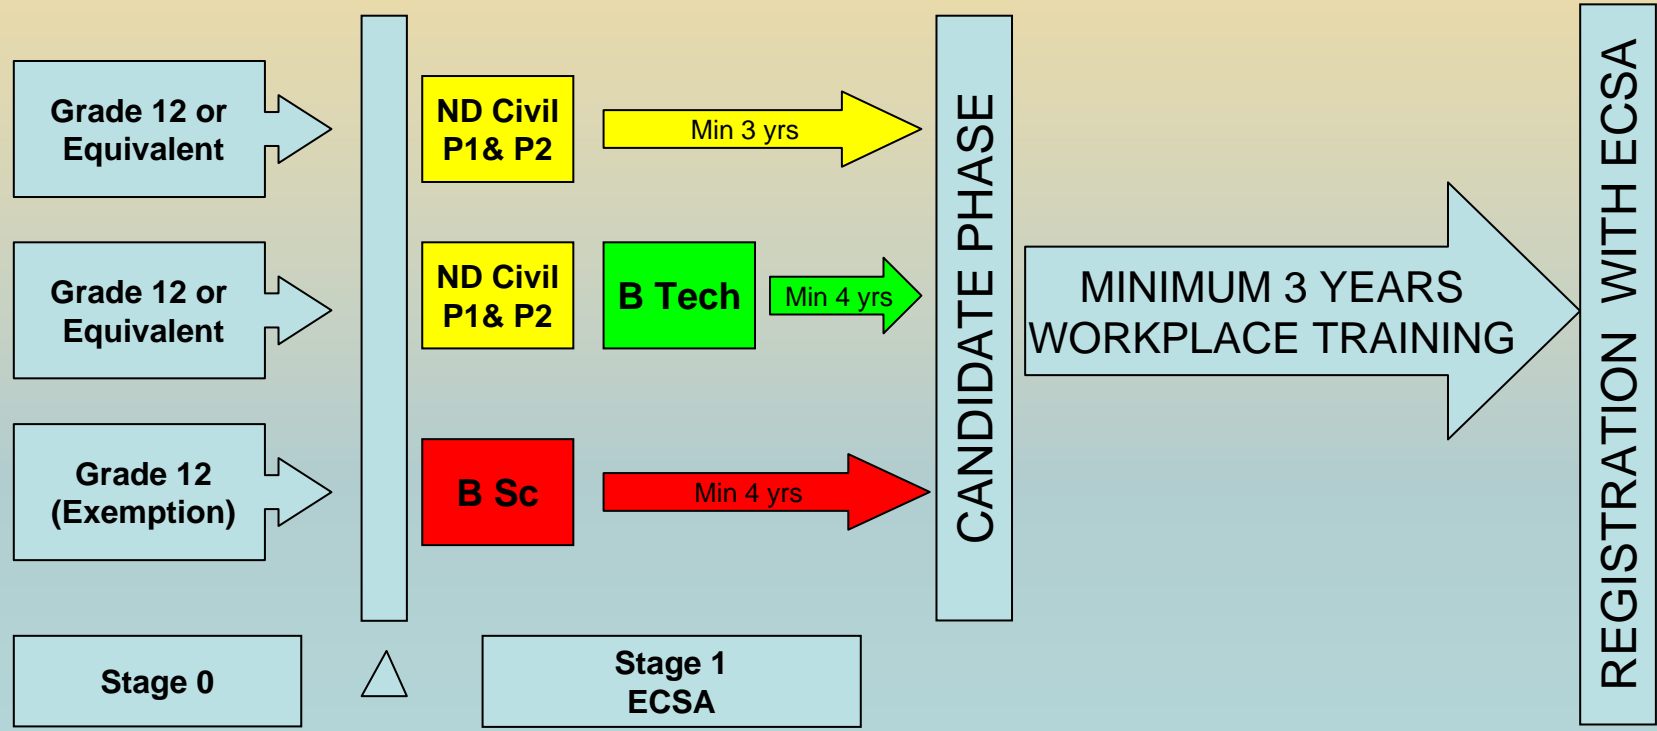 Grade 12 or
Equivalent
ND Civil
P1& P2
Min 3 yrs
Grade 12 or
Equivalent
ND Civil
P1& P2
B Tech
Min 4 yrs
Grade 12
(Exemption)
B Sc
Min 4 yrs
CANDIDATE PHASE
MINIMUM 3 YEARS
WORKPLACE TRAINING
REGISTRATION WITH ECSA
Stage 0
Stage 1
ECSA